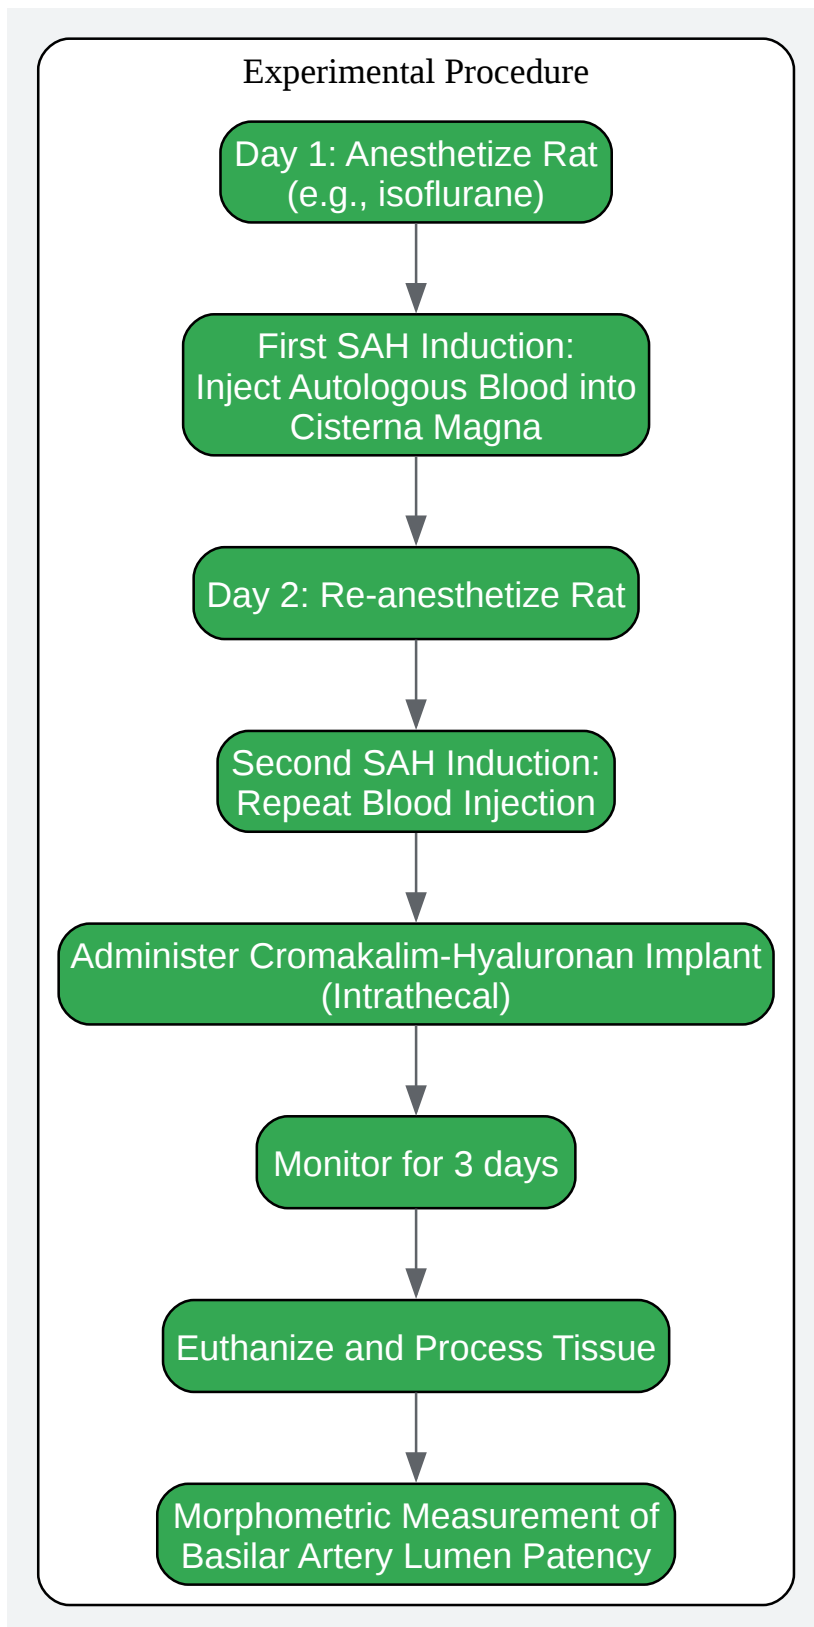 Experimental Procedure
Day 1: Anesthetize Rat
(e.g., isoflurane)
First SAH Induction:
Inject Autologous Blood into
Cisterna Magna
Day 2: Re-anesthetize Rat
Second SAH Induction:
Repeat Blood Injection
Administer Cromakalim-Hyaluronan Implant
(Intrathecal)
Monitor for 3 days
Euthanize and Process Tissue
Morphometric Measurement of
Basilar Artery Lumen Patency